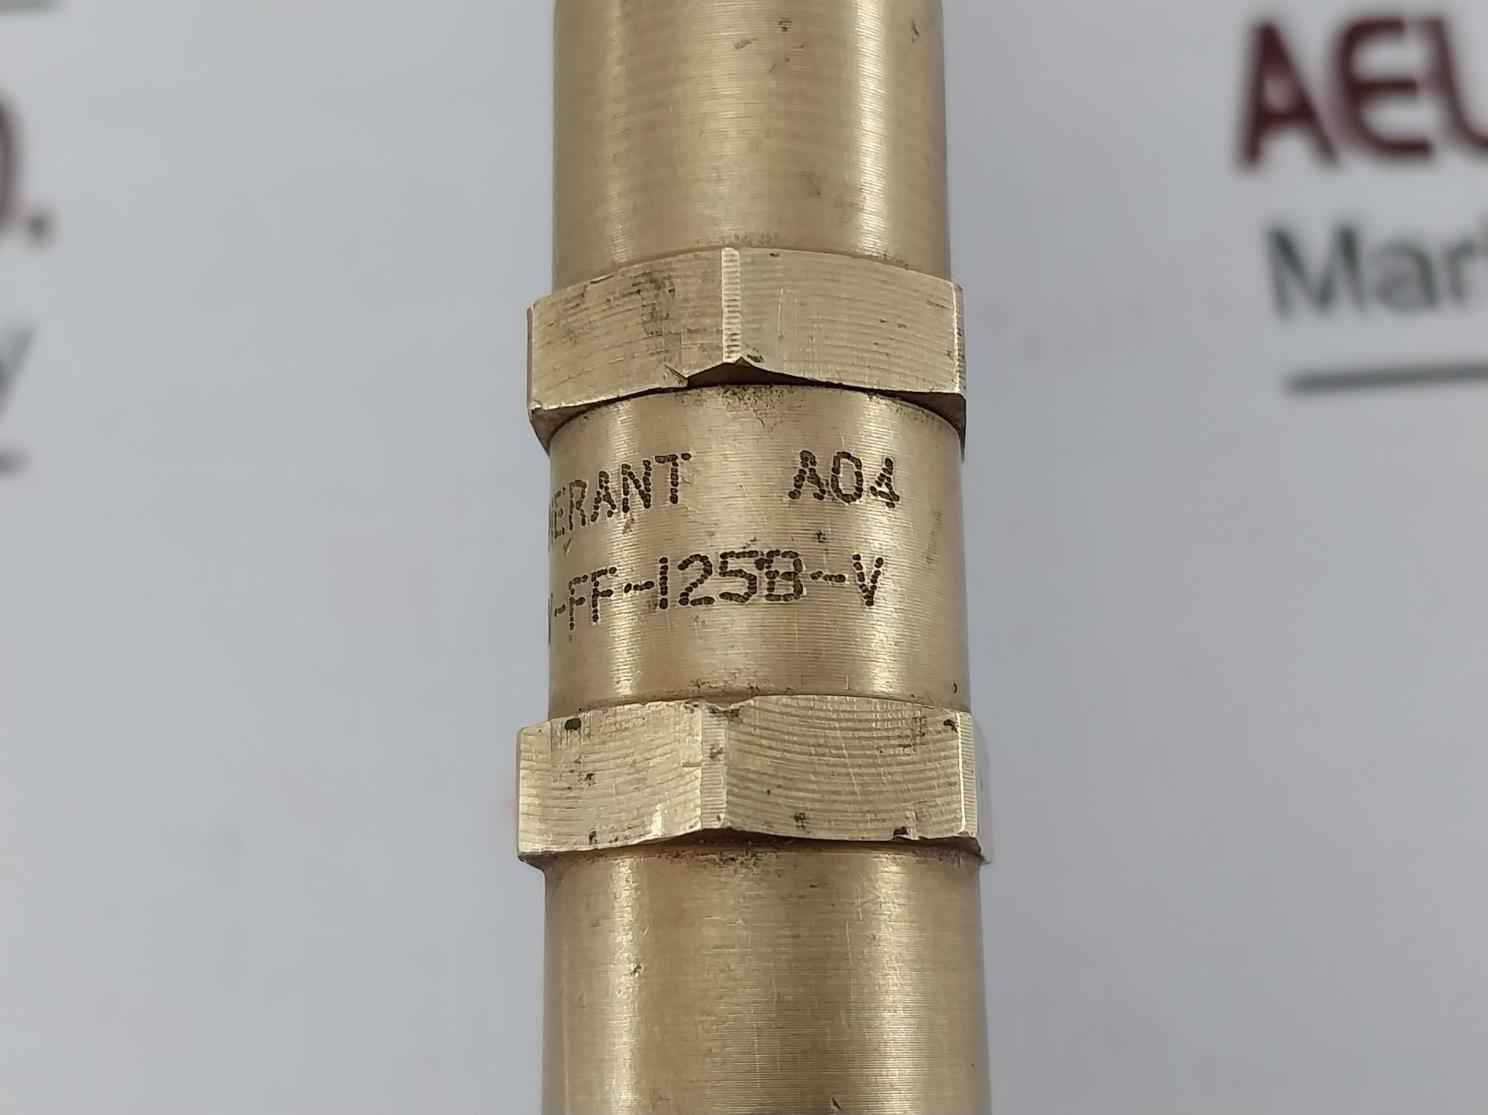 ERANT A04
-FF-125B-V
AEU
Mar